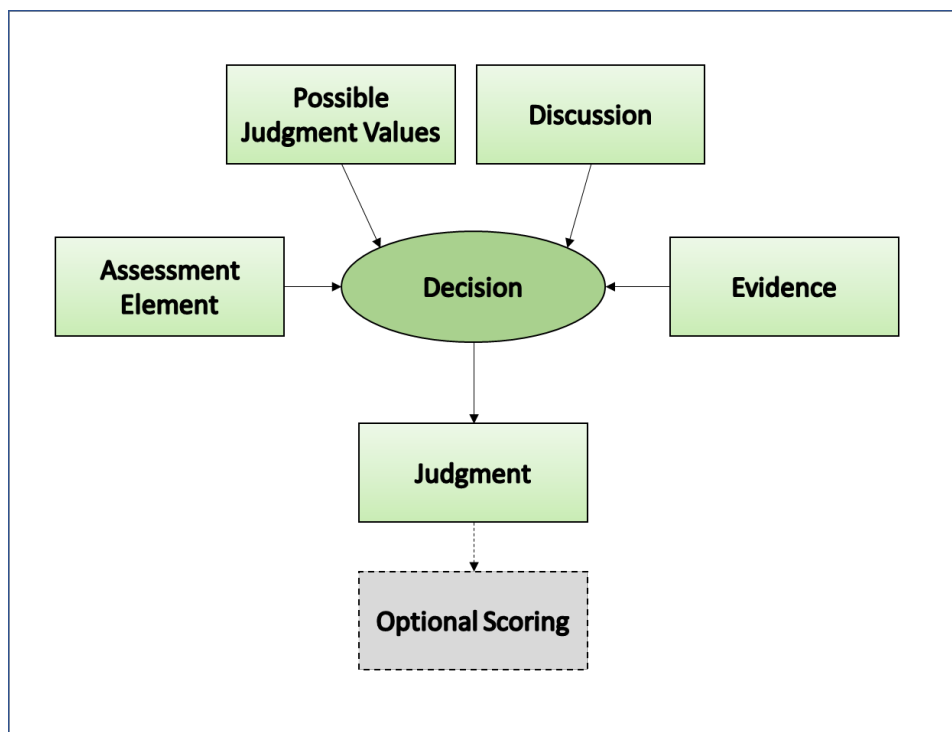 Possible
Judgment Values
Discussion
Assessment
Element
Decision
Evidence
Judgment
Optional Scoring